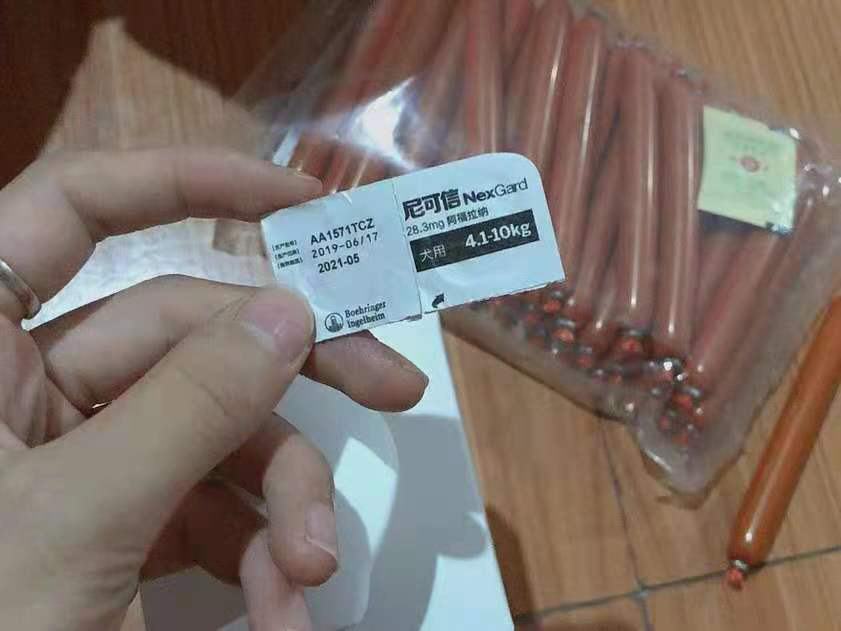 AA1571TCZ
2019-06/17
2021-05
Boehringer
Ingelheim
尼可信 NexGard
28.3mg 阿福拉纳
犬用 4.1-10kg